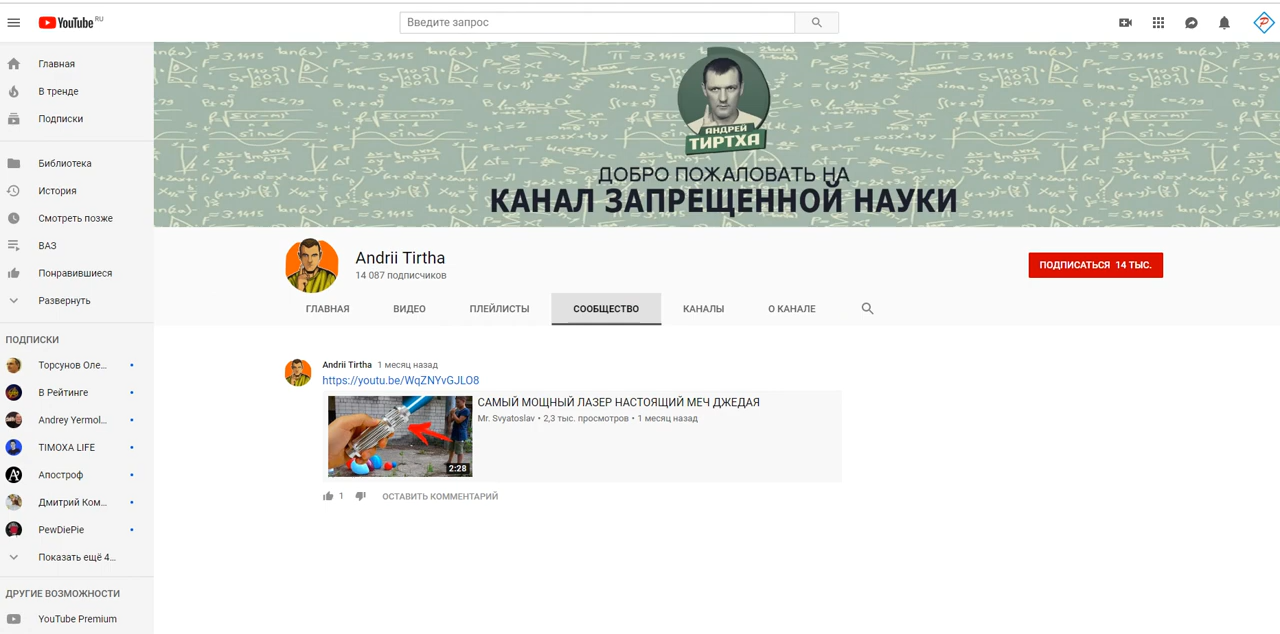 YouTube RU
Введите запрос
Главная
В тренде
Подписки
Библиотека
История
Смотреть позже
ВАЗ
Понравившиеся
Развернуть
ПОДПИСКИ
Торсунов Оле...
В Рейтинге
Andrey Yermol...
TIMOXA LIFE
Апостроф
Дмитрий Ком...
PewDiePie
Показать ещё 4...
ДРУГИЕ ВОЗМОЖНОСТИ
YouTube Premium
АНДРЕЙ
ТИРТХА
ДОБРО ПОЖАЛОВАТЬ НА
КАНАЛ ЗАПРЕЩЕННОЙ НАУКИ
Andrii Tirtha
14 087 подписчиков
ПОДПИСАТЬСЯ 14 ТЫС.
ГЛАВНАЯ
ВИДЕО
ПЛЕЙЛИСТЫ
СООБЩЕСТВО
КАНАЛЫ
О КАНАЛЕ
Andrii Tirtha 1 месяц назад
https://youtu.be/WqZNYvGJLO8
САМЫЙ МОЩНЫЙ ЛАЗЕР НАСТОЯЩИЙ МЕЧ ДЖЕДАЯ
Mr. Svyatoslav • 2,3 тыс. просмотров • 1 месяц назад
2:28
1
ОСТАВИТЬ КОММЕНТАРИЙ